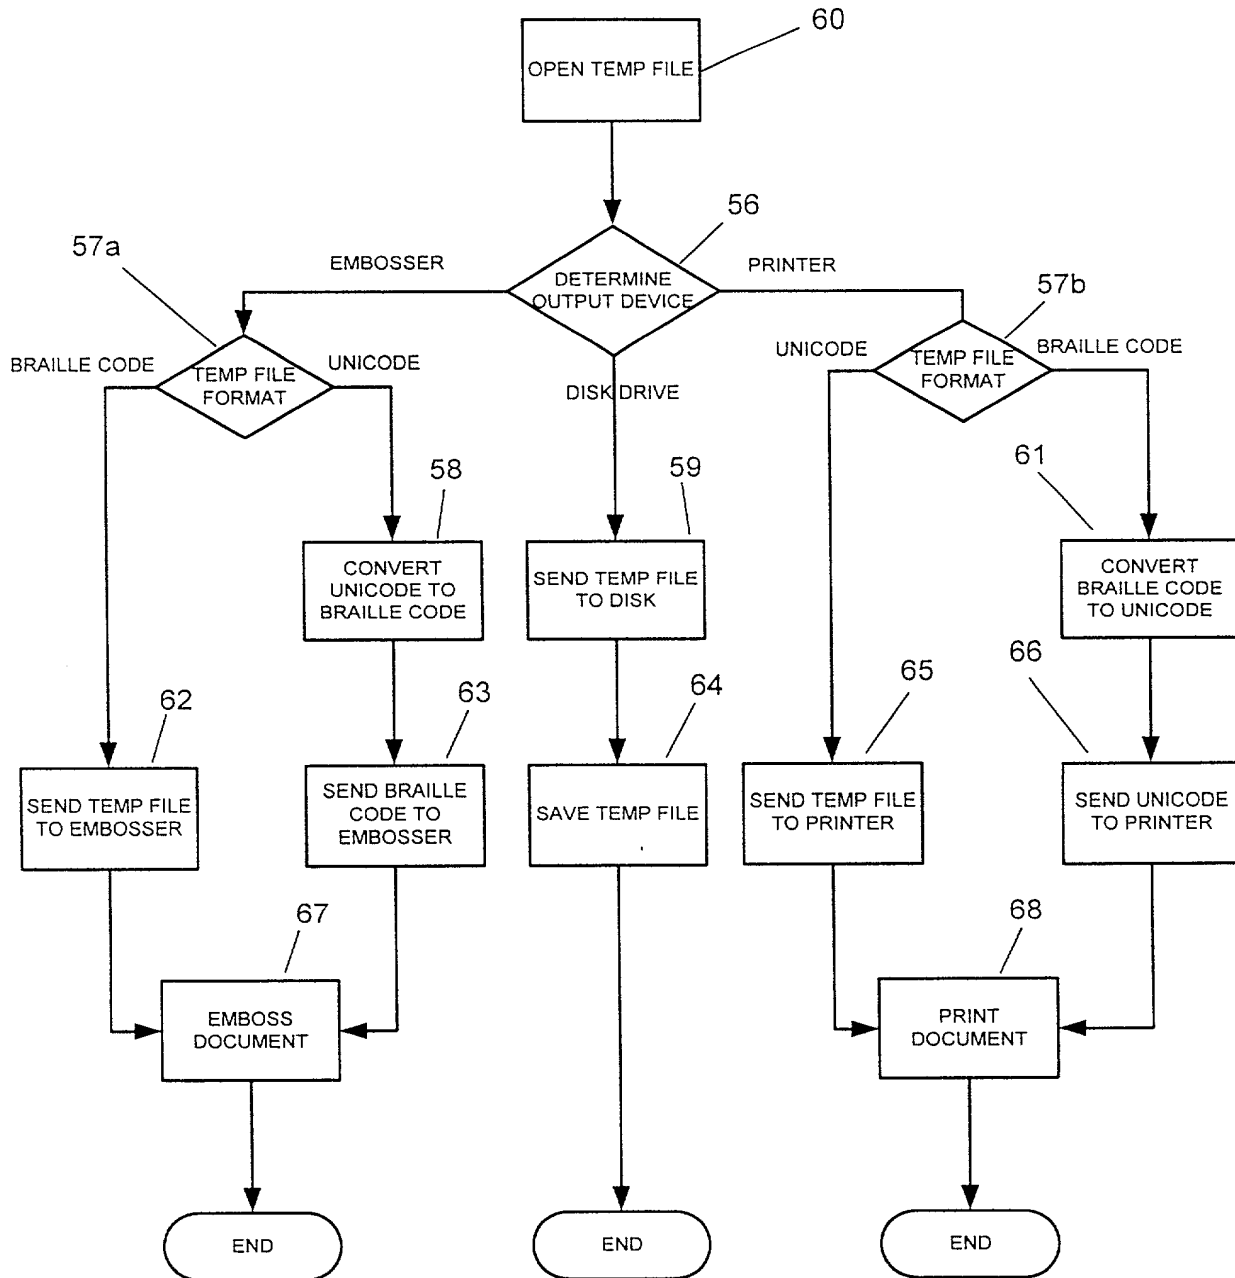 60
OPEN TEMP FILE
56
57a
EMBOSSER
PRINTER
DETERMINE
OUTPUT DEVICE
57b
BRAILLE CODE
UNICODE
TEMP FILE
FORMAT
DISK DRIVE
UNICODE
BRAILLE CODE
TEMP FILE
FORMAT
58
59
61
CONVERT
UNICODE TO
BRAILLE CODE
SEND TEMP FILE
TO DISK
CONVERT
BRAILLE CODE
TO UNICODE
62
63
64
65
66
SEND TEMP FILE
TO EMBOSSER
SEND BRAILLE
CODE TO
EMBOSSER
SAVE TEMP FILE
SEND TEMP FILE
TO PRINTER
SEND UNICODE
TO PRINTER
67
68
EMBOSS
DOCUMENT
PRINT
DOCUMENT
END
END
END